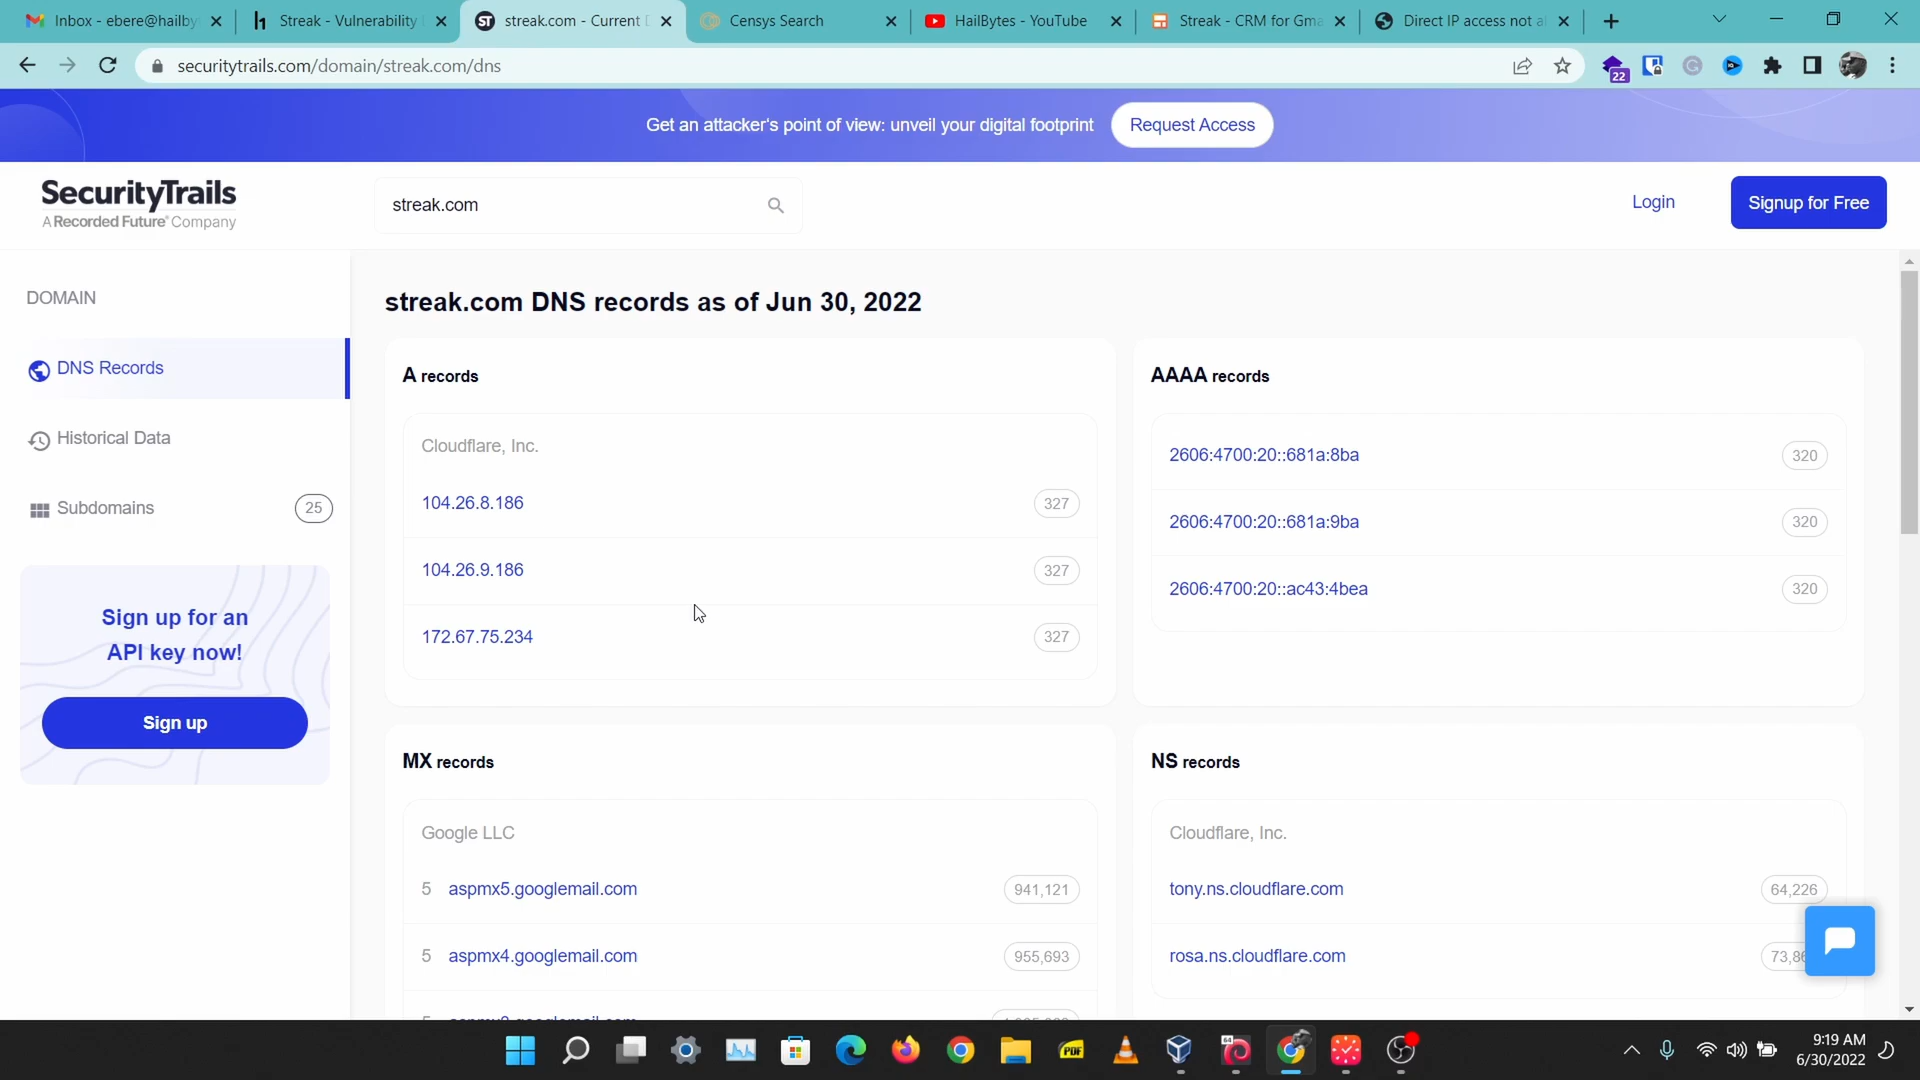 Inbox - ebere@hailby
Streak - Vulnerability
streak.com - Current D
Censys Search
HailBytes - YouTube
Streak - CRM for Gma
Direct IP access not al
securitytrails.com/domain/streak.com/dns
22
Get an attacker's point of view: unveil your digital footprint
Request Access
SecurityTrails
A Recorded Future® Company
streak.com
Login
Signup for Free
DOMAIN
DNS Records
Historical Data
Subdomains
25
Sign up for an
API key now!
Sign up
streak.com DNS records as of Jun 30, 2022
A records
Cloudflare, Inc.
104.26.8.186
327
104.26.9.186
327
172.67.75.234
327
AAAA records
2606:4700:20::681a:8ba
320
2606:4700:20::681a:9ba
320
2606:4700:20::ac43:4bea
320
MX records
Google LLC
5 aspmx5.googlemail.com
941,121
5 aspmx4.googlemail.com
955,693
NS records
Cloudflare, Inc.
tony.ns.cloudflare.com
64,226
rosa.ns.cloudflare.com
9:19 AM
6/30/2022